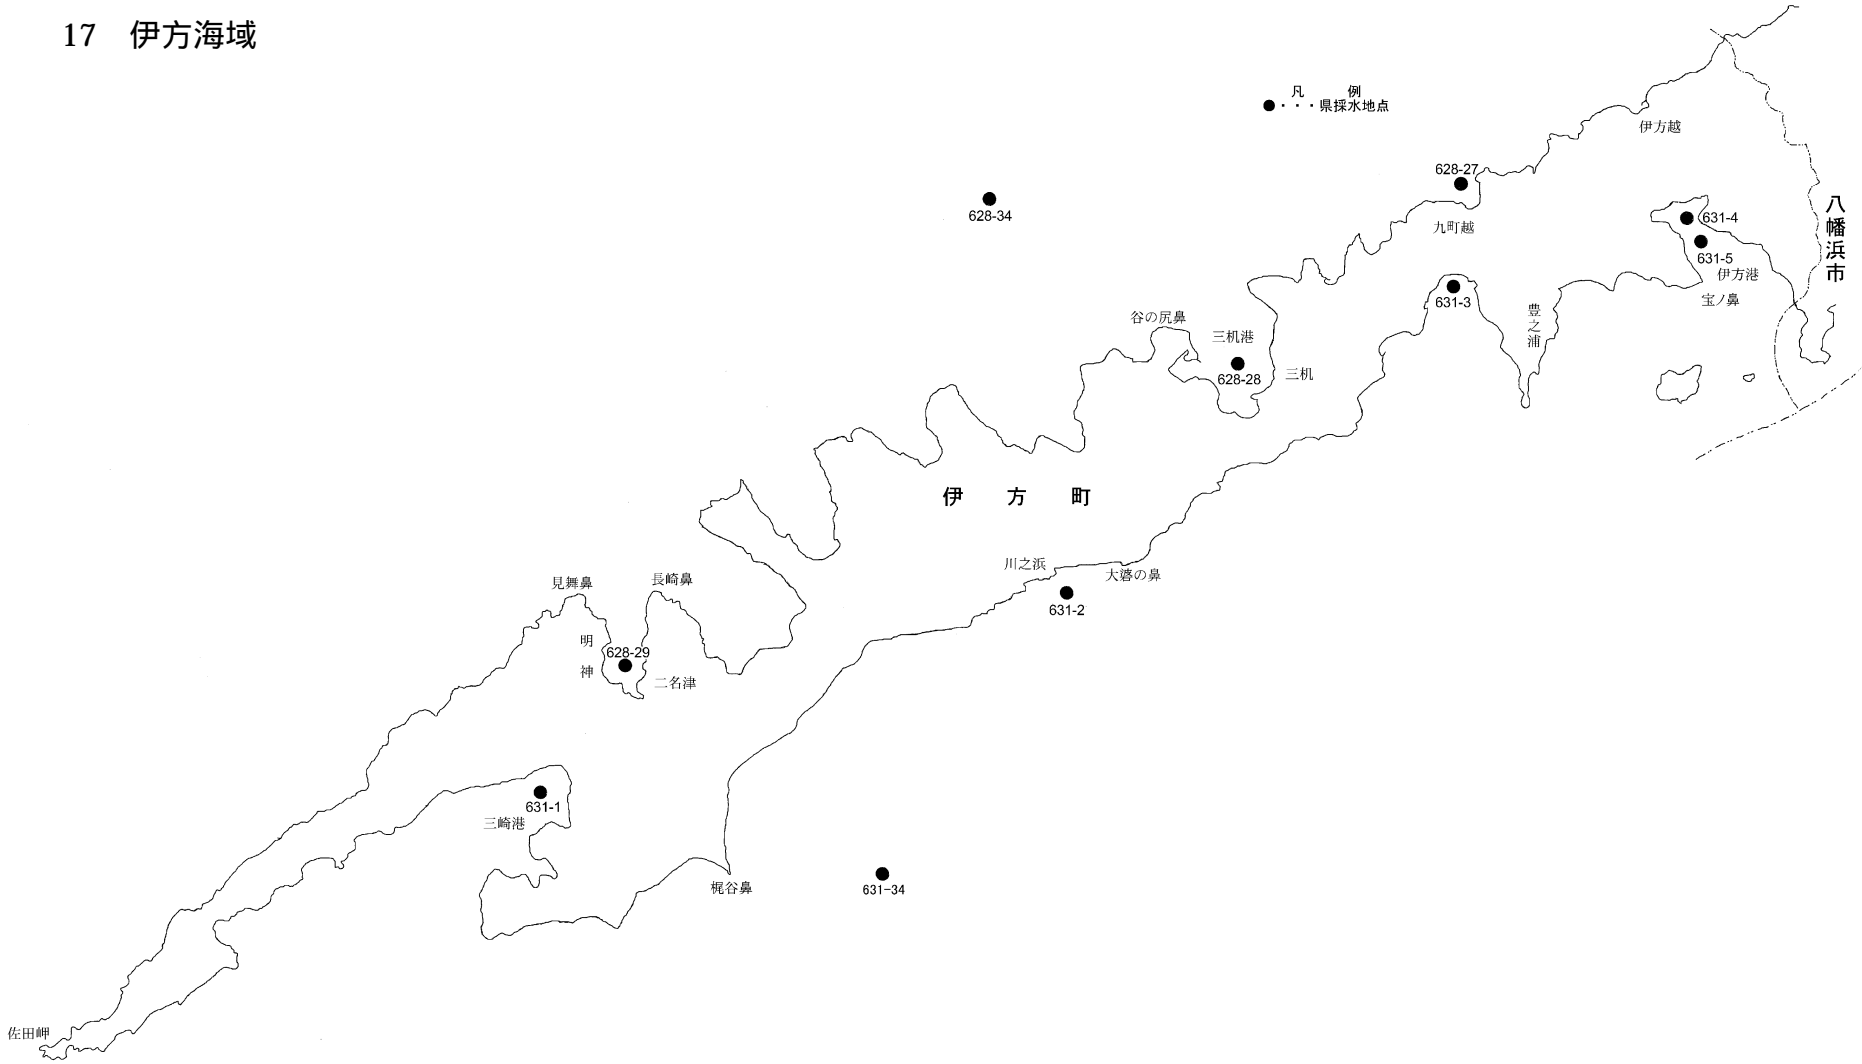 17　伊方海域
凡　例
●・・・県採水地点
伊方越
628-27
628-34
八幡浜市
631-4
九町越
631-5
伊方港
631-3
宝ノ鼻
豊之浦
谷の尻鼻
三机港
三机
628-28
伊　方　町
川之浜
大碆の鼻
見舞鼻
長崎鼻
631-2
明神
628-29
二名津
631-1
三崎港
梶谷鼻
631-34
佐田岬